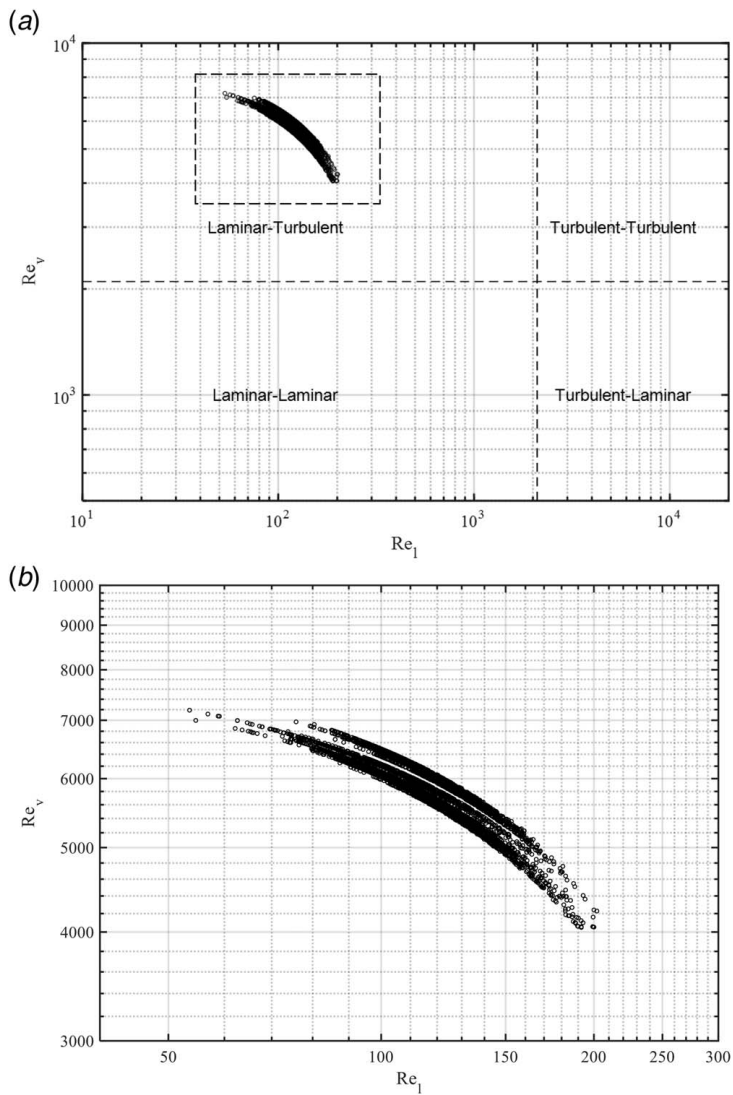 (a)
10^4
Re_v
Laminar-Turbulent
Turbulent-Turbulent
10^3
Laminar-Laminar
Turbulent-Laminar
10^1
10^2
10^3
10^4
Re_l
(b)
10000
9000
8000
7000
6000
Re_v
5000
4000
3000
50
100
150
200
250
300
Re_l